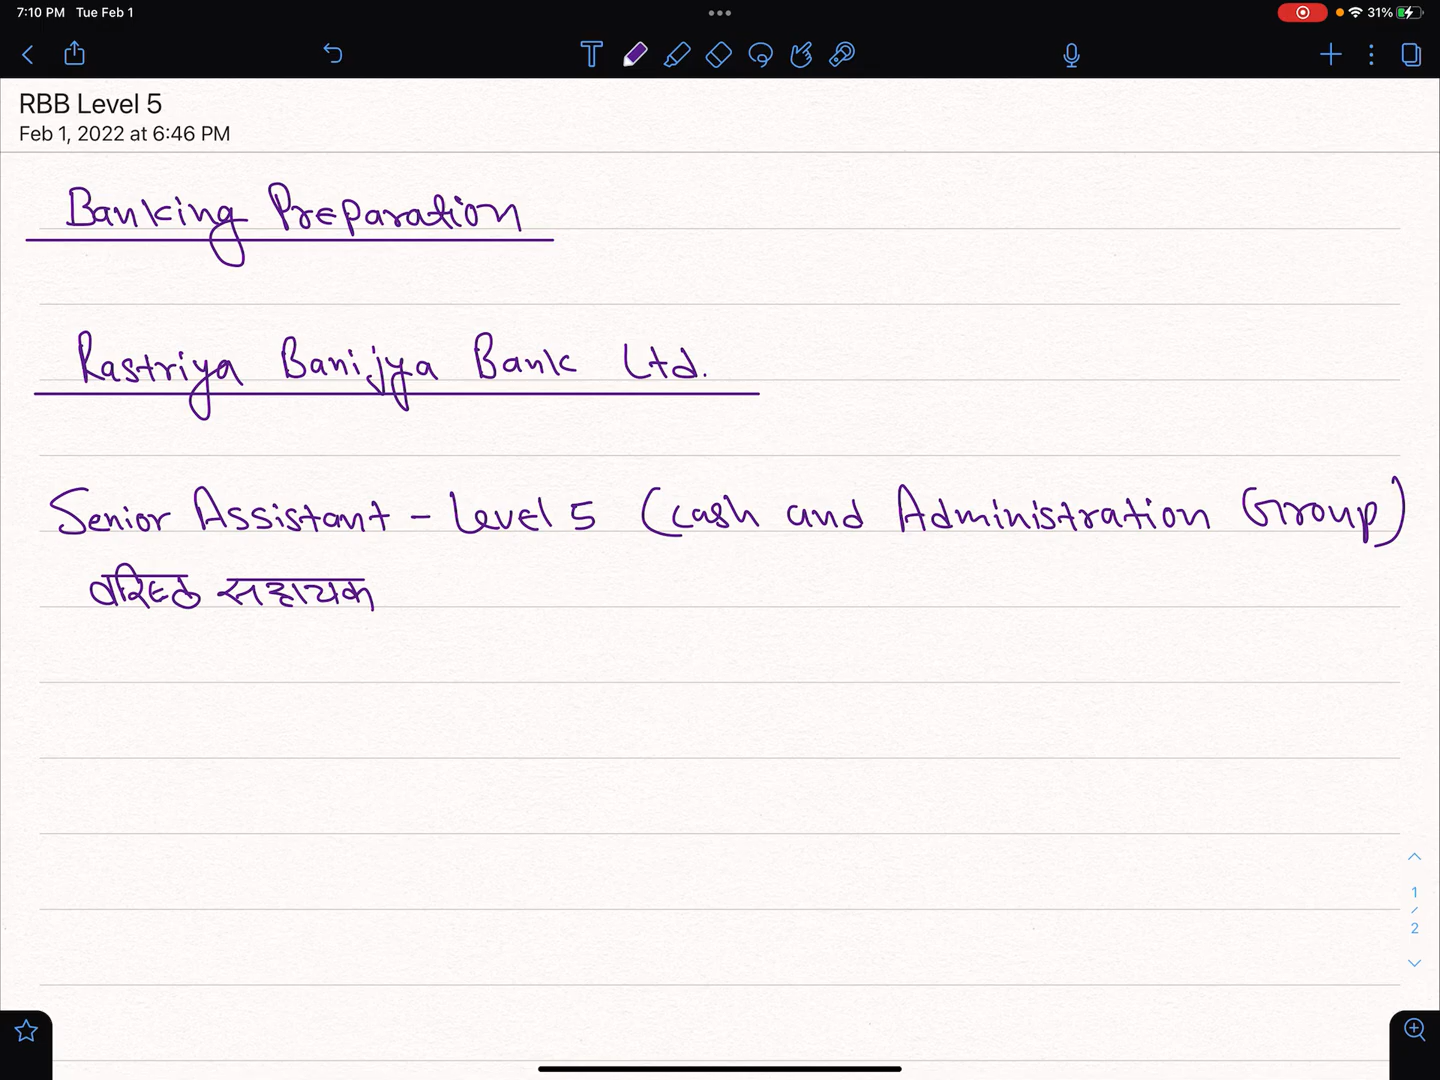 7:10 PM Tue Feb 1
31%
RBB Level 5
Feb 1, 2022 at 6:46 PM
Banking Preparation
Rastriya Banijya Bank Ltd.
Senior Assistant - Level 5 (Cash and Administration Group)
वरिष्ठ सहायक
1
/
2